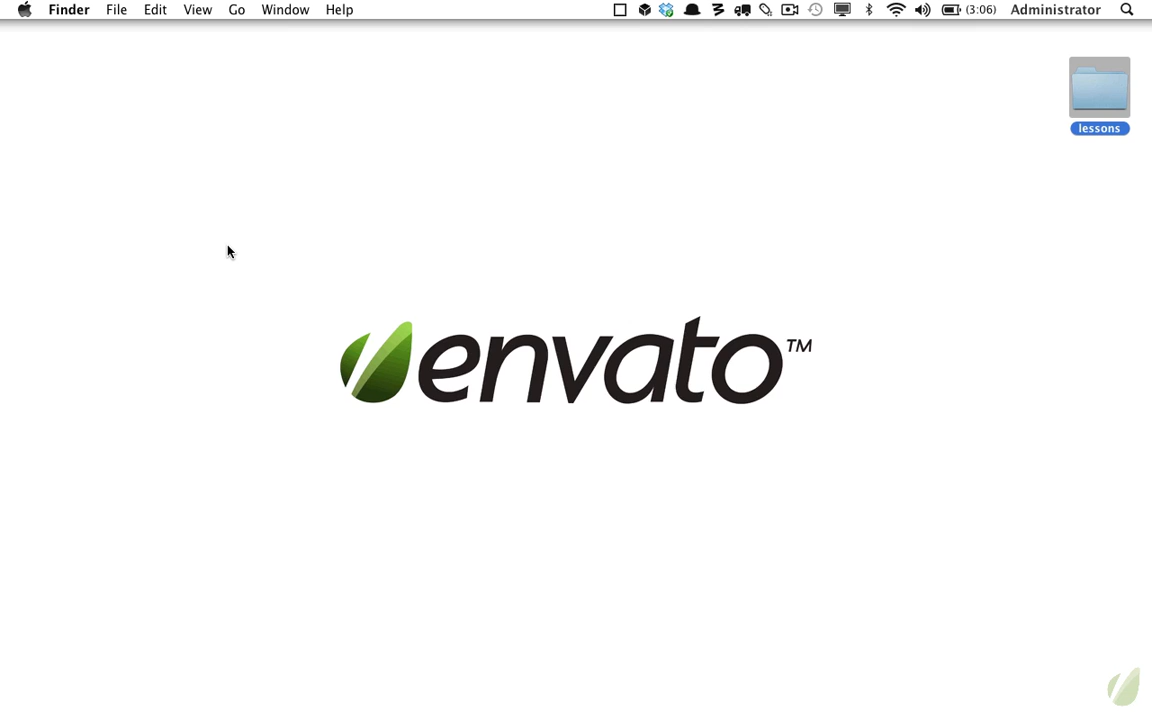 Finder File Edit View Go Window Help (3:06) Administrator
lessons
envato™